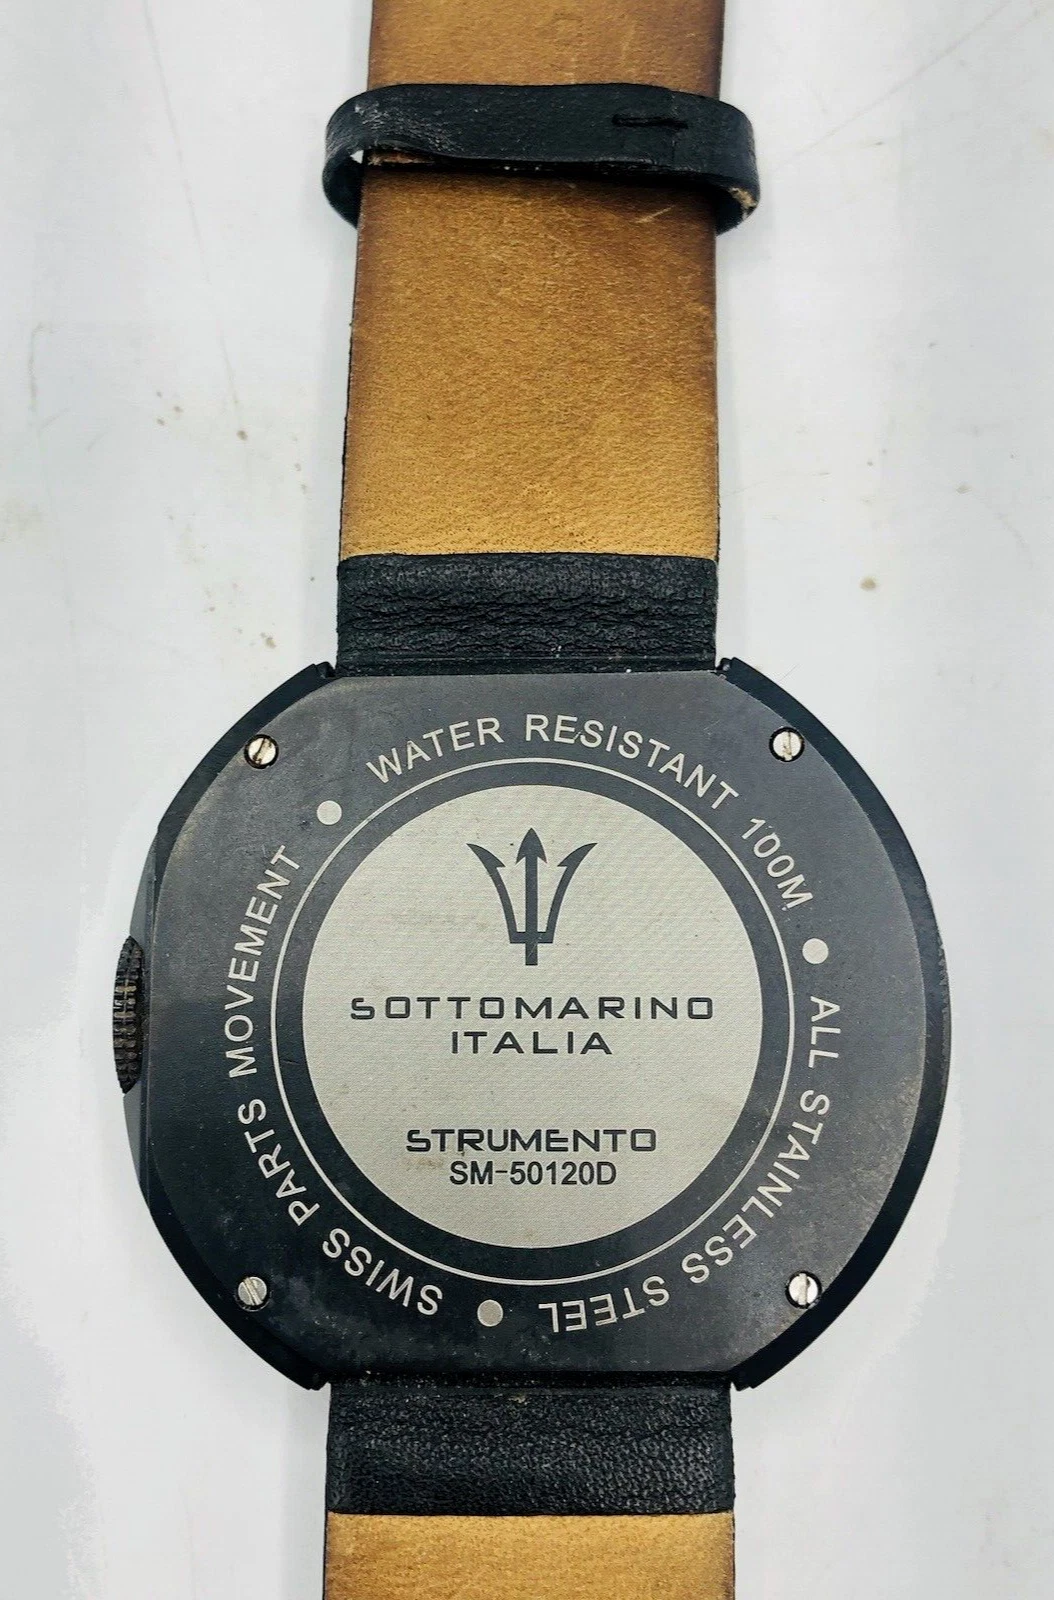 WATER RESISTANT 100M
ALL STAINLESS STEEL
SWISS PARTS MOVEMENT
SOTTOMARINO
ITALIA
STRUMENTO
SM-50120D